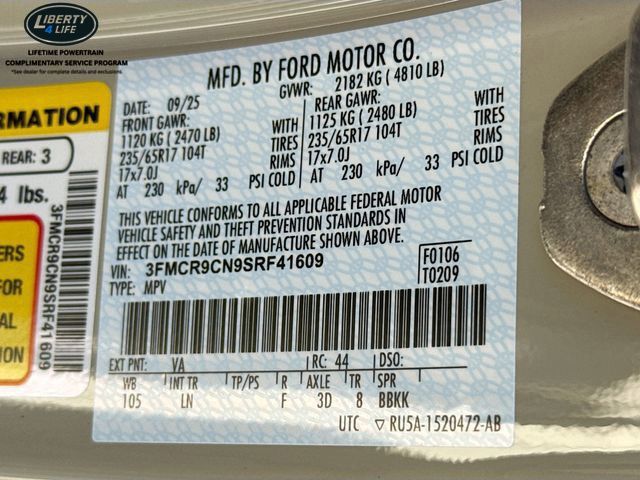 LIBERTY
4 LIFE
LIFETIME POWERTRAIN
COMPLIMENTARY SERVICE PROGRAM
*See dealer for complete details and exclusions.
ORMATION
REAR: 3
4 lbs.
3FMCR9CN9SRF41609
ERS
FOR
AL
ION
MFD. BY FORD MOTOR CO.
DATE: 09/25 GVWR: 2182 KG ( 4810 LB)
FRONT GAWR: REAR GAWR:
1120 KG ( 2470 LB) WITH 1125 KG ( 2480 LB) WITH
235/65R17 104T TIRES 235/65R17 104T TIRES
17x7.0J RIMS 17x7.0J RIMS
AT 230 kPa/ 33 PSI COLD AT 230 kPa/ 33 PSI COLD
THIS VEHICLE CONFORMS TO ALL APPLICABLE FEDERAL MOTOR
VEHICLE SAFETY AND THEFT PREVENTION STANDARDS IN
EFFECT ON THE DATE OF MANUFACTURE SHOWN ABOVE.
VIN: 3FMCR9CN9SRF41609 F0106
TYPE: MPV T0209
EXT PNT: VA RC: 44 DSO:
WB INT TR TP/PS R AXLE TR SPR
105 LN F 3D 8 BBKK
UTC ▽ RU5A-1520472-AB